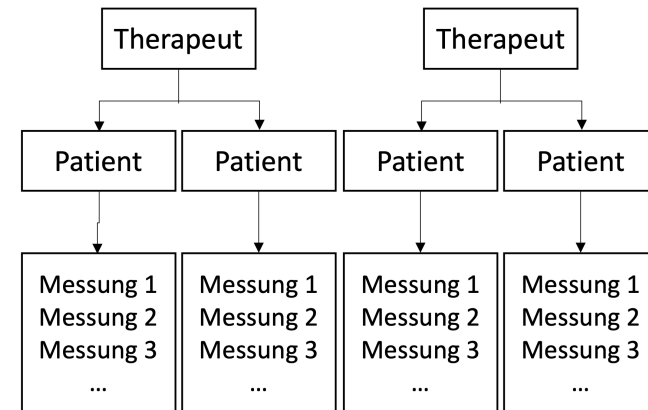 Therapeut
Therapeut
Patient
Patient
Patient
Patient
Messung 1
Messung 2
Messung 3
...
Messung 1
Messung 2
Messung 3
...
Messung 1
Messung 2
Messung 3
...
Messung 1
Messung 2
Messung 3
...